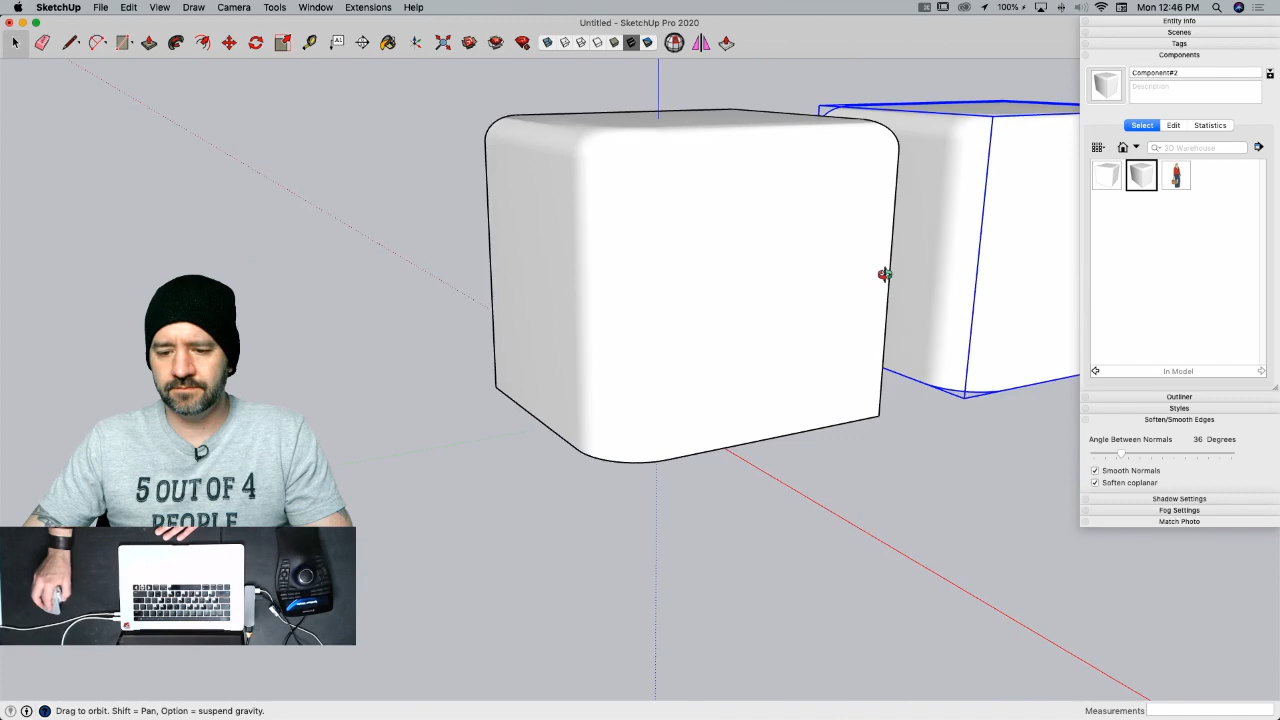 SketchUp File Edit View Draw Camera Tools Window Extensions Help
100% Mon 12:46 PM
Untitled - SketchUp Pro 2020
Entity Info
Scenes
Tags
Components
Component#2
Description
Select Edit Statistics
3D Warehouse
In Model
Outliner
Styles
Soften/Smooth Edges
Angle Between Normals 36 Degrees
Smooth Normals
Soften coplanar
Shadow Settings
Fog Settings
Match Photo
5 OUT OF 4
PEOPLE
Drag to orbit. Shift = Pan, Option = suspend gravity.
Measurements